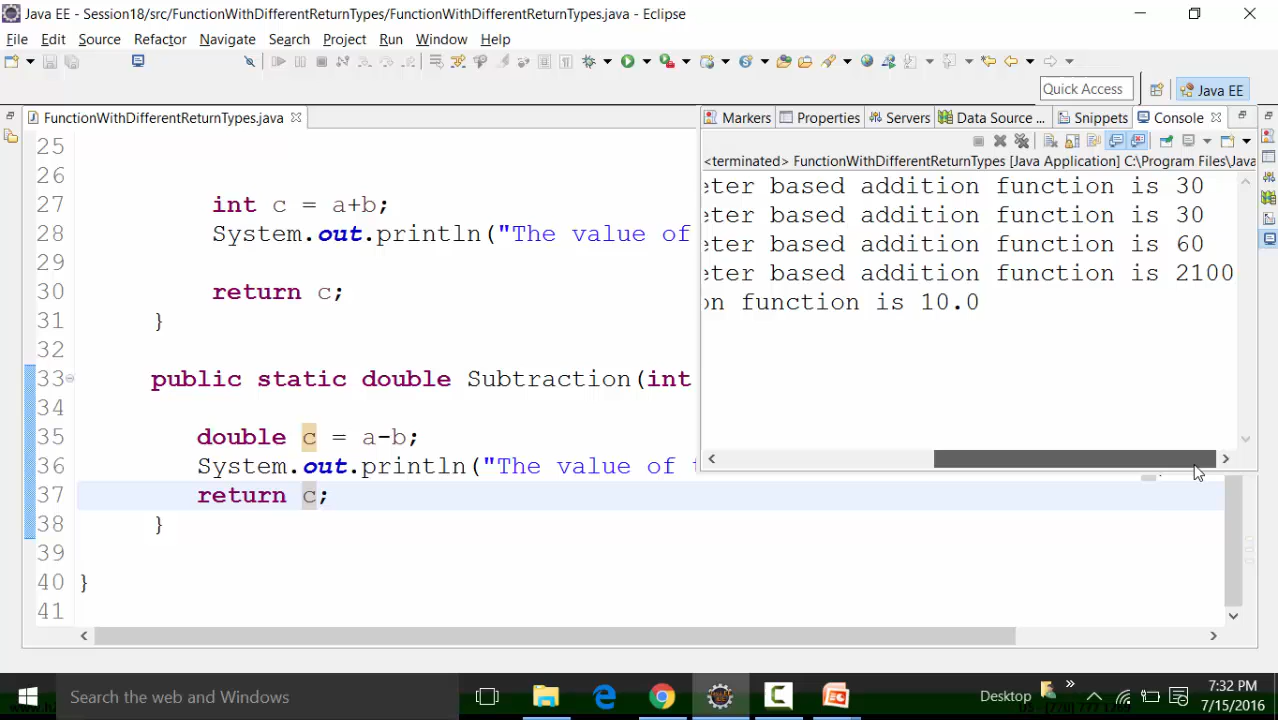 Java EE - Session18/src/FunctionWithDifferentReturnTypes/FunctionWithDifferentReturnTypes.java - Eclipse
File Edit Source Refactor Navigate Search Project Run Window Help
Quick Access
Java EE
FunctionWithDifferentReturnTypes.java
Markers Properties Servers Data Source ... Snippets Console
<terminated> FunctionWithDifferentReturnTypes [Java Application] C:\Program Files\Java
eter based addition function is 30
eter based addition function is 30
eter based addition function is 60
eter based addition function is 2100
on function is 10.0
25
26
27 int c = a+b;
28 System.out.println("The value of
29
30 return c;
31 }
32
33 public static double Subtraction(int
34
35 double c = a-b;
36 System.out.println("The value of
37 return c;
38 }
39
40 }
41
Search the web and Windows
Desktop
7:32 PM
7/15/2016